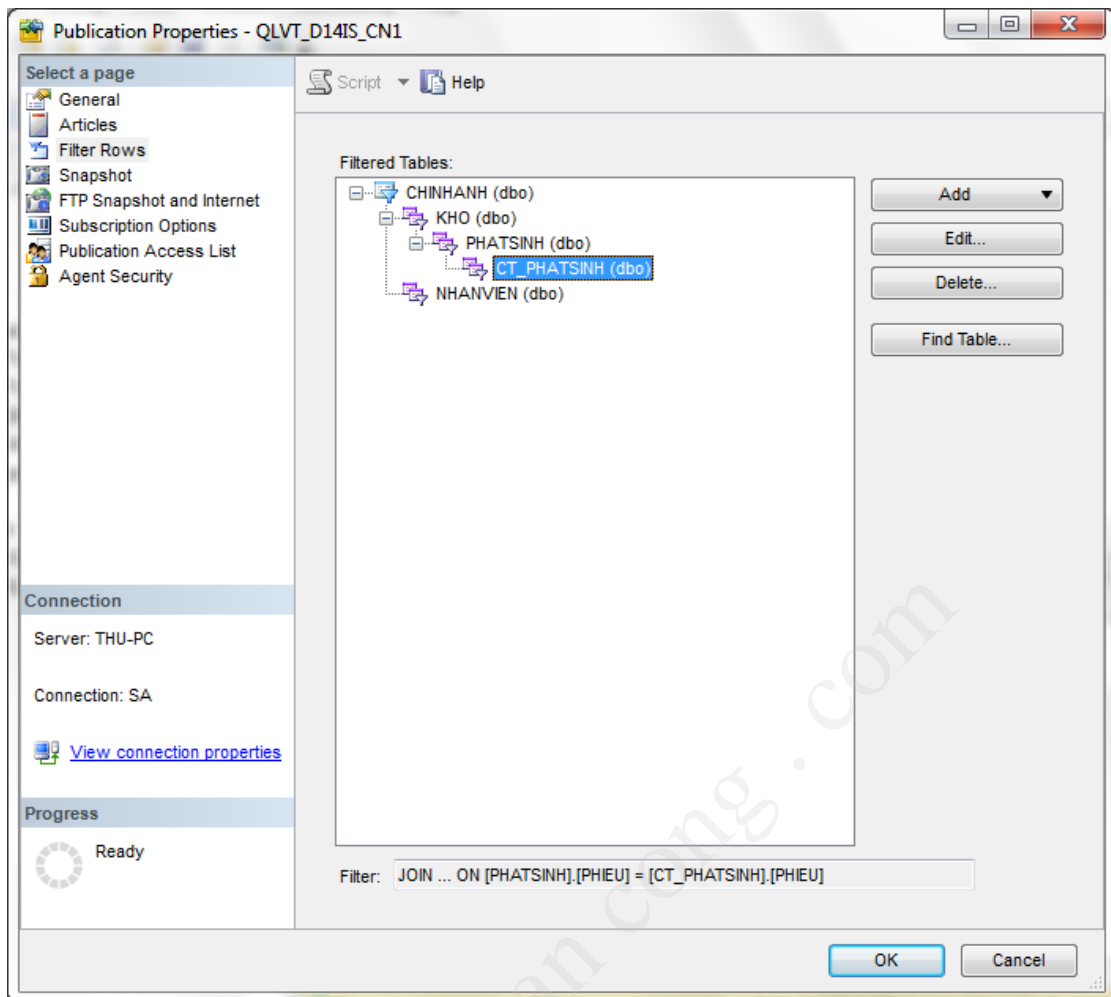 Publication Properties - QLVT_D14IS_CN1
Select a page
General
Articles
Filter Rows
Snapshot
FTP Snapshot and Internet
Subscription Options
Publication Access List
Agent Security
Script
Help
Filtered Tables:
CHINHANH (dbo)
KHO (dbo)
PHATSINH (dbo)
CT_PHATSINH (dbo)
NHANVIEN (dbo)
Add
Edit...
Delete...
Find Table...
Connection
Server: THU-PC
Connection: SA
View connection properties
Progress
Ready
Filter: JOIN ... ON [PHATSINH].[PHIEU] = [CT_PHATSINH].[PHIEU]
OK
Cancel
an cong . com